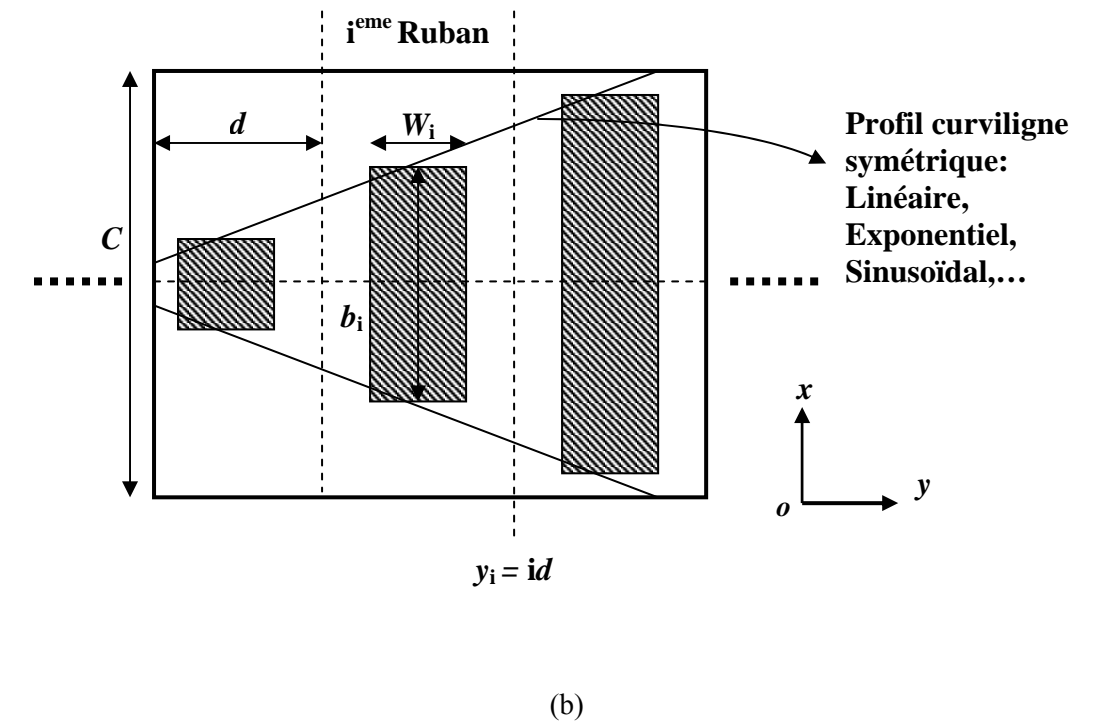 iᵉᵐᵉ Ruban
d
Wᵢ
C
bᵢ
Profil curviligne
symétrique:
Linéaire,
Exponentiel,
Sinusoïdal,…
x
o
y
yᵢ = id
(b)